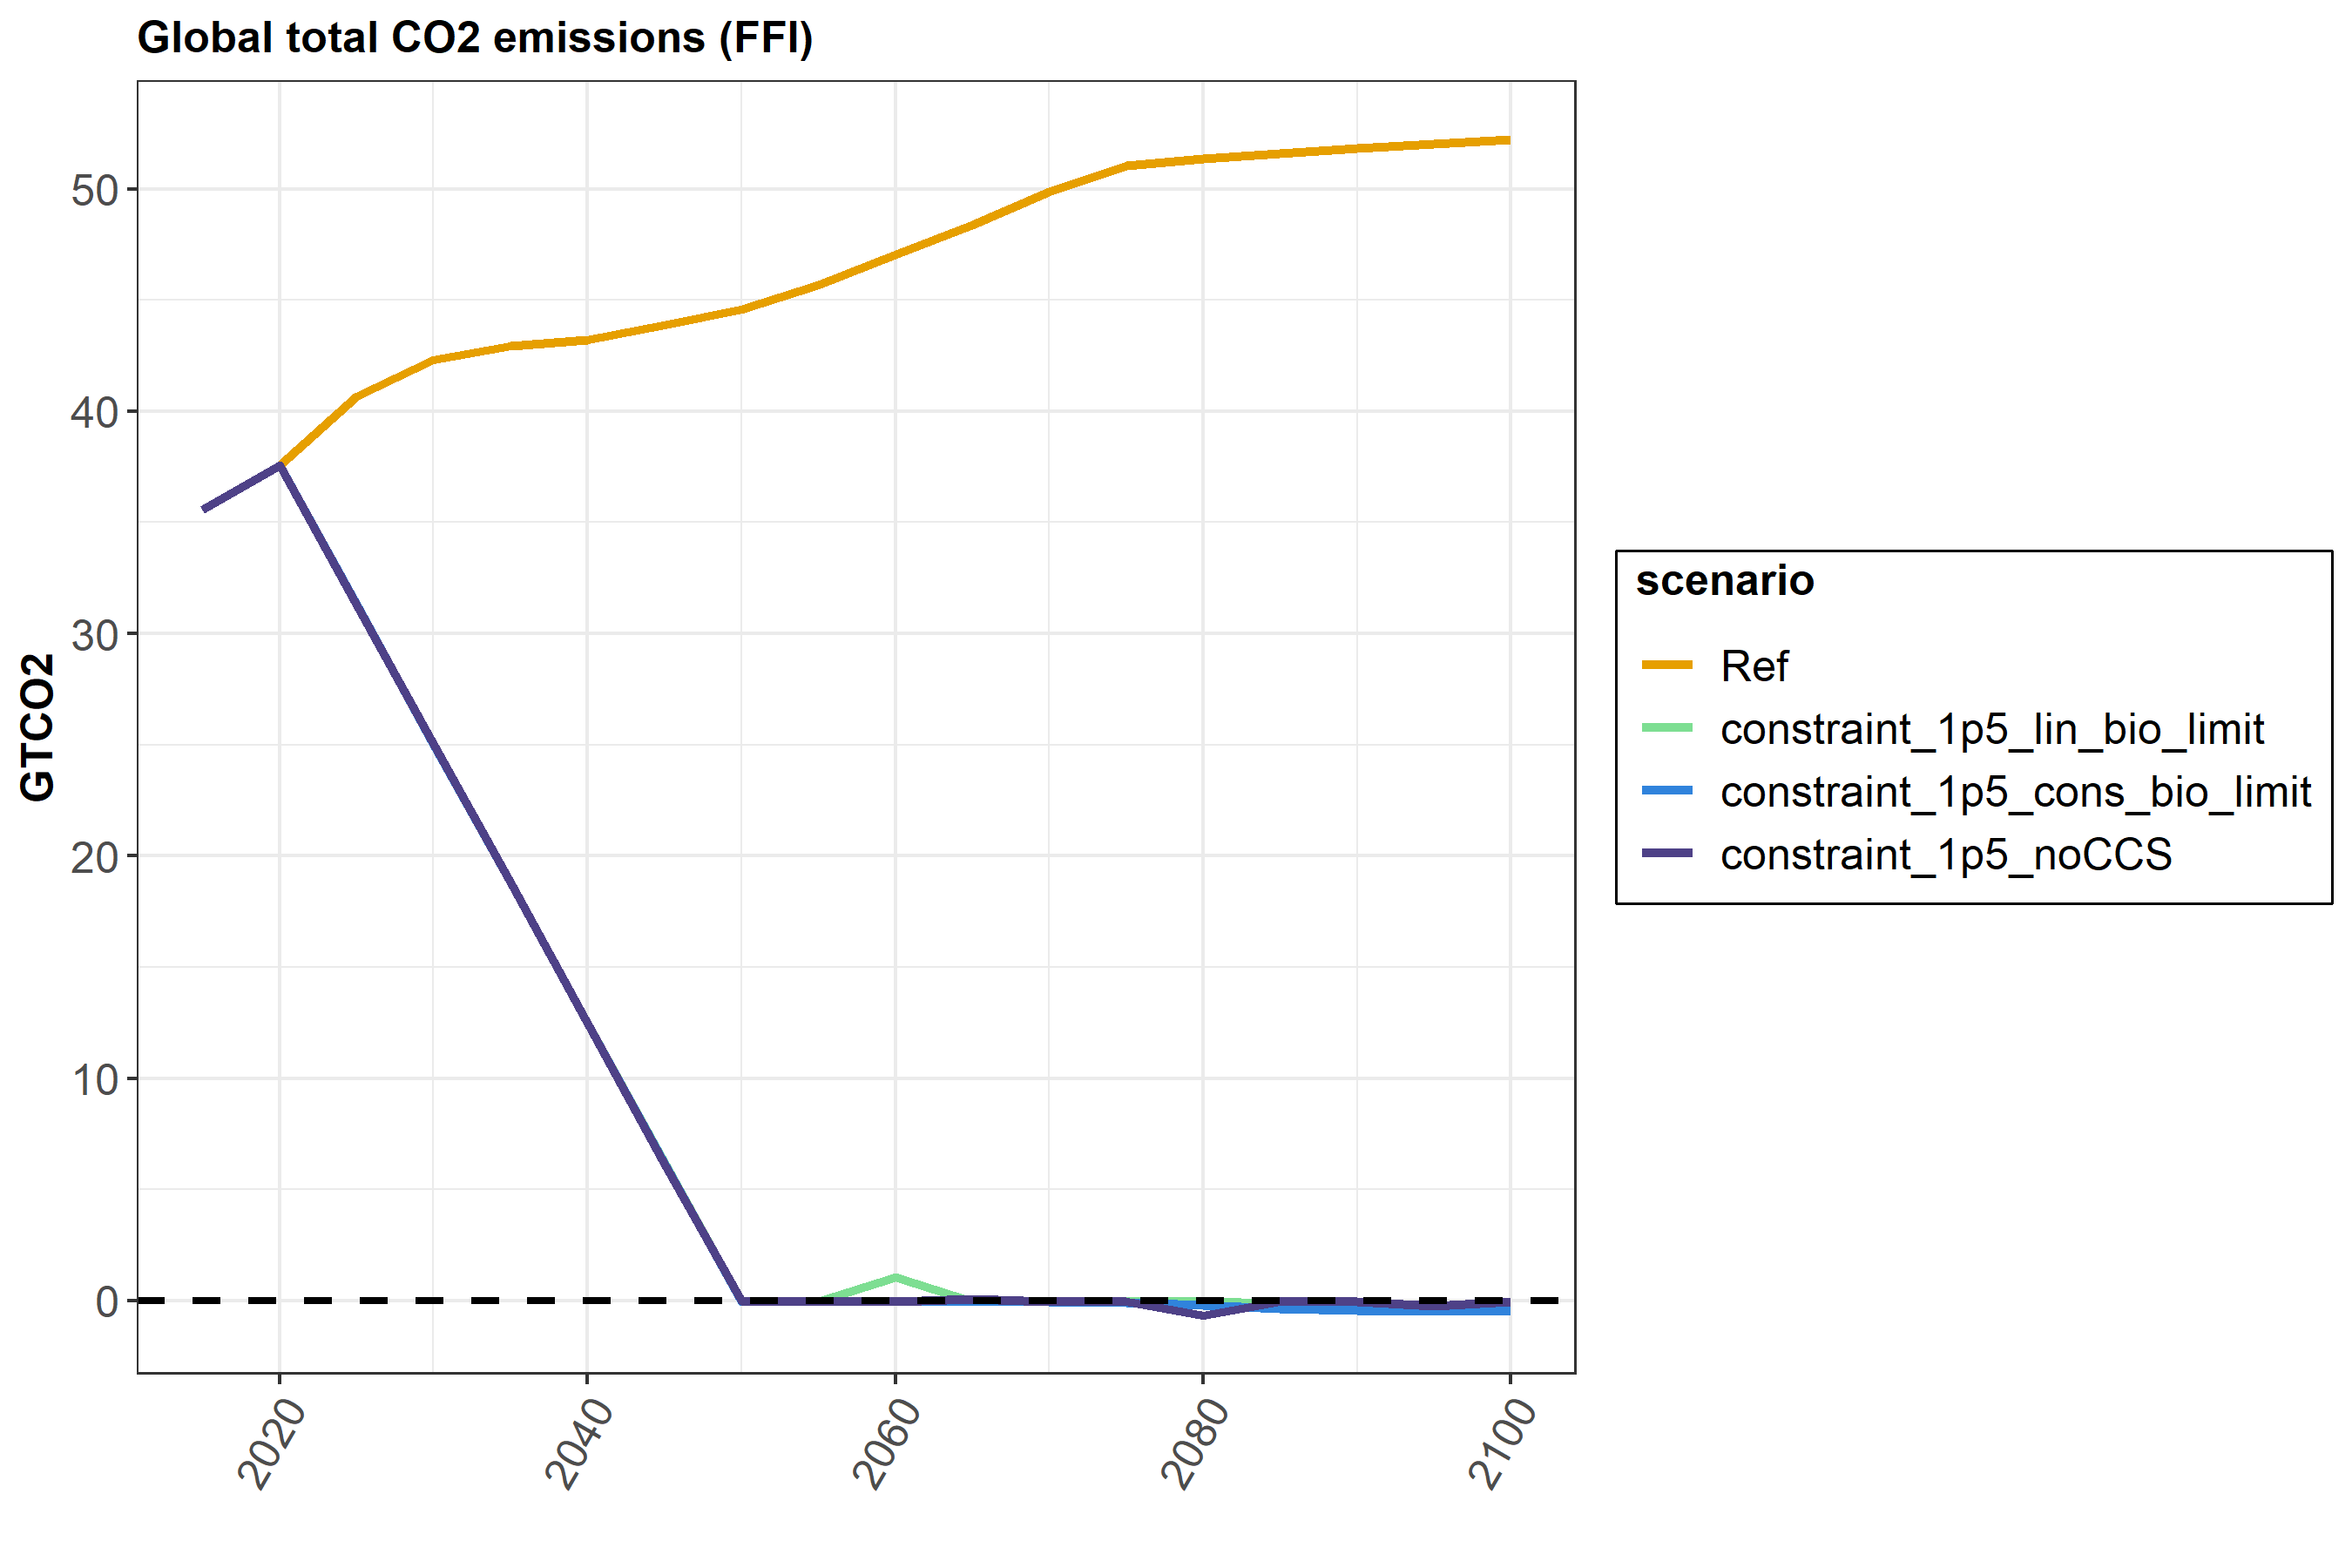 Global total CO2 emissions (FFI)
GTCO2
50
40
30
20
10
0
2020
2040
2060
2080
2100
scenario
Ref
constraint_1p5_lin_bio_limit
constraint_1p5_cons_bio_limit
constraint_1p5_noCCS